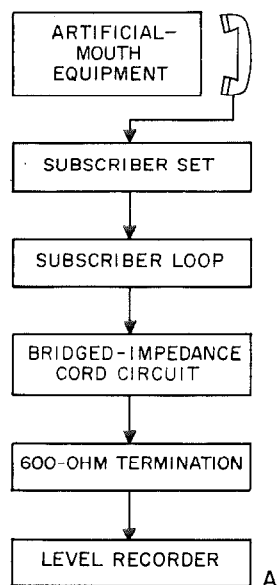 ARTIFICIAL-
MOUTH
EQUIPMENT
SUBSCRIBER SET
SUBSCRIBER LOOP
BRIDGED-IMPEDANCE
CORD CIRCUIT
600-OHM TERMINATION
LEVEL RECORDER
A